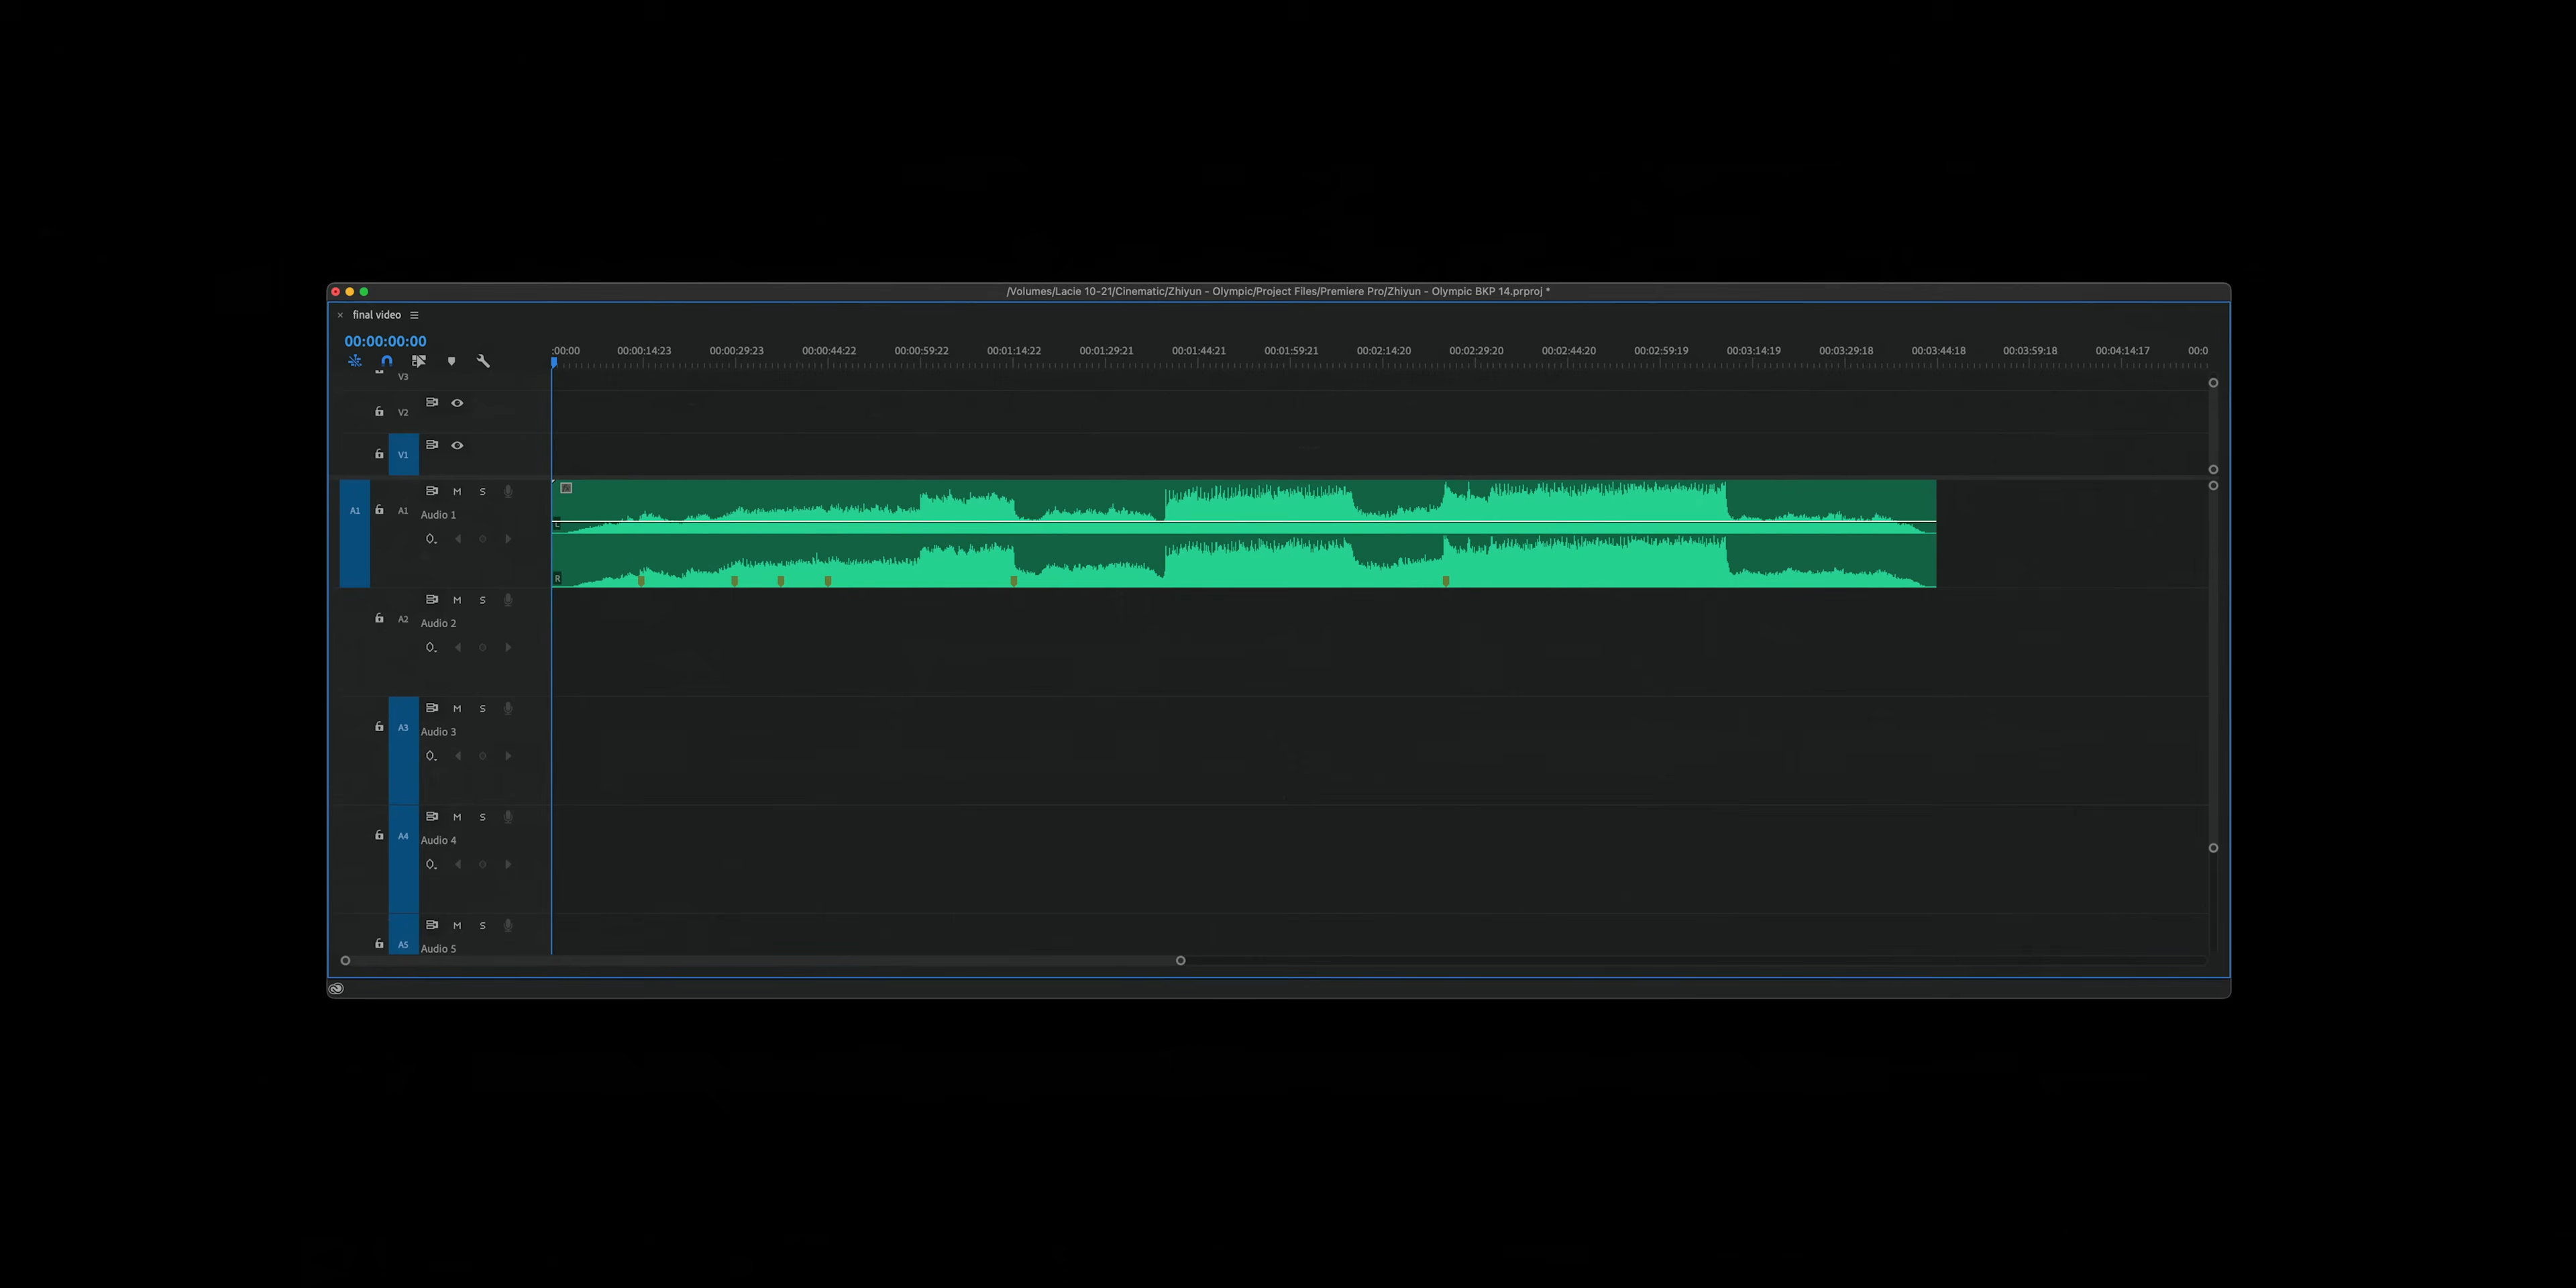 /Volumes/Lacie 10-21/Cinematic/Zhiyun - Olympic/Project Files/Premiere Pro/Zhiyun - Olympic BKP 14.prproj *
× final video
00:00:00:00
:00:00 00:00:14:23 00:00:29:23 00:00:44:22 00:00:59:22 00:01:14:22 00:01:29:21 00:01:44:21 00:01:59:21 00:02:14:20 00:02:29:20 00:02:44:20 00:02:59:19 00:03:14:19 00:03:29:18 00:03:44:18 00:03:59:18 00:04:14:17 00:0
V3
V2
V1
M S fx
A1 A1 Audio 1
L
R
M S
A2 Audio 2
M S
A3 Audio 3
M S
A4 Audio 4
M S
A5 Audio 5